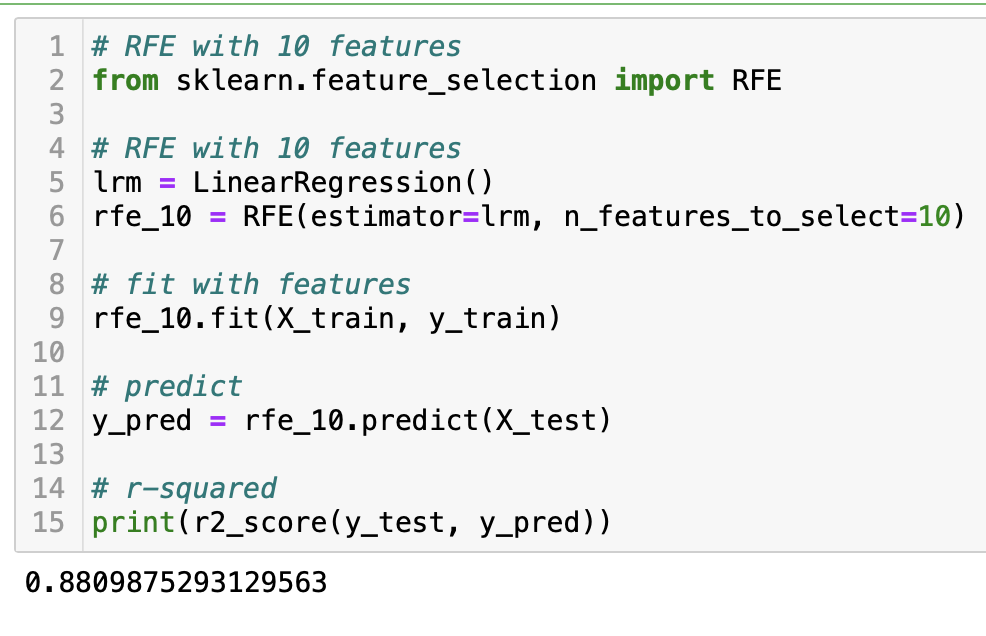 1 # RFE with 10 features
2 from sklearn.feature_selection import RFE
3
4 # RFE with 10 features
5 lrm = LinearRegression()
6 rfe_10 = RFE(estimator=lrm, n_features_to_select=10)
7
8 # fit with features
9 rfe_10.fit(X_train, y_train)
10
11 # predict
12 y_pred = rfe_10.predict(X_test)
13
14 # r-squared
15 print(r2_score(y_test, y_pred))
0.8809875293129563